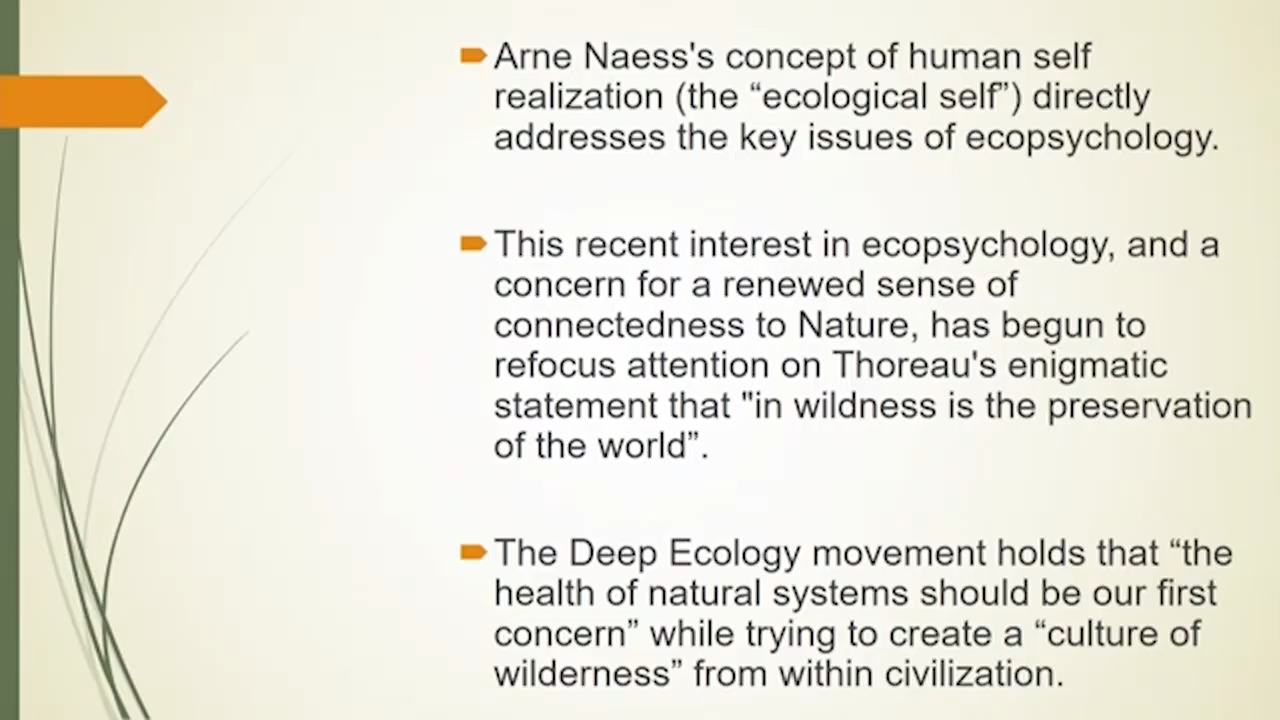 Arne Naess's concept of human self
realization (the “ecological self”) directly
addresses the key issues of ecopsychology.
This recent interest in ecopsychology, and a
concern for a renewed sense of
connectedness to Nature, has begun to
refocus attention on Thoreau's enigmatic
statement that "in wildness is the preservation
of the world”.
The Deep Ecology movement holds that “the
health of natural systems should be our first
concern” while trying to create a “culture of
wilderness” from within civilization.